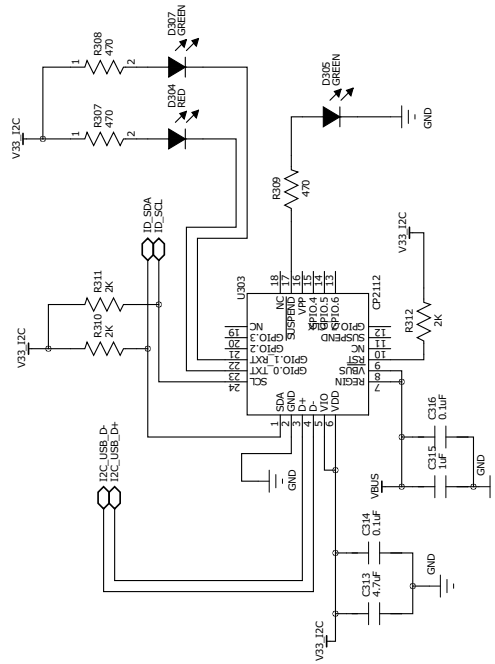 V33_I2C
R308
470
1
2
D307
GREEN
R307
470
1
2
D304
RED
V33_I2C
R311
2K
R310
2K
ID_SDA
ID_SCL
I2C_USB_D-
I2C_USB_D+
R309
470
D305
GREEN
GND
U303
CP2112
24
SCL
23
GPIO.0_TXT
22
GPIO.1_RXT
21
GPIO.2
20
GPIO.3
19
NC
1
SDA
2
GND
3
D+
4
D-
5
VIO
6
VDD
18
NC
17
SUSPEND
16
VPP
15
GPIO.4
14
GPIO.5
13
GPIO.6
7
REGIN
8
VBUS
9
RST
10
NC
11
SUSPEND
12
GND
R312
2K
V33_I2C
VBUS
C315
1uF
C316
0.1uF
GND
V33_I2C
C313
4.7uF
C314
0.1uF
GND